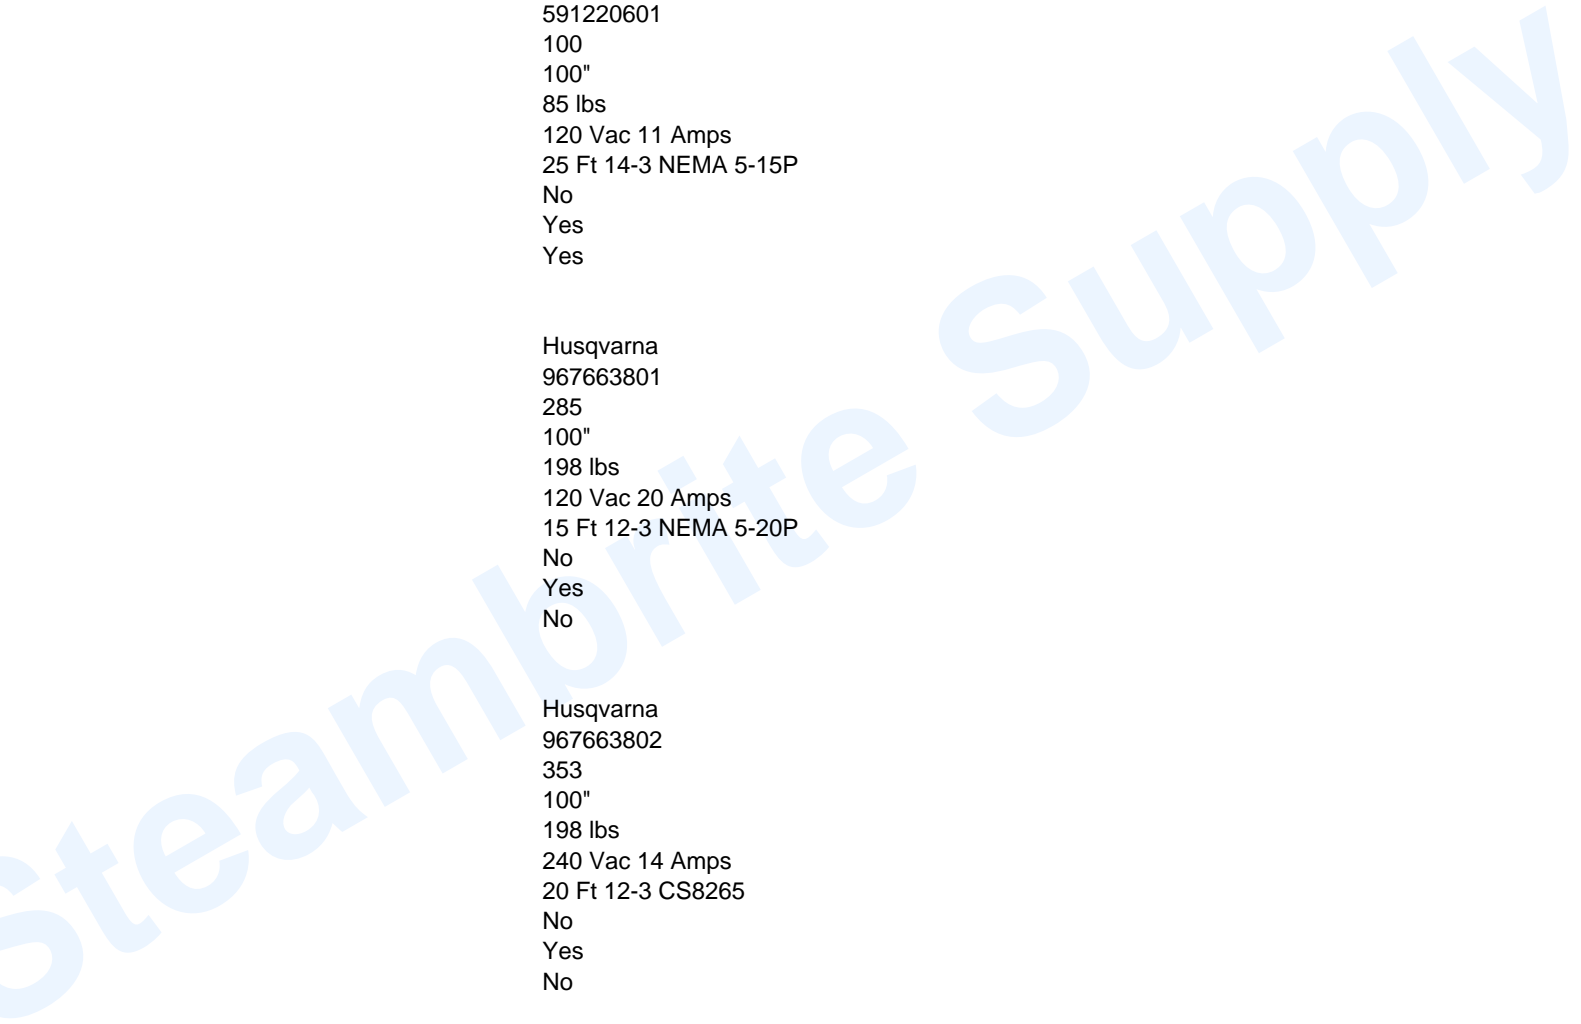 591220601
100
100"
85 lbs
120 Vac 11 Amps
25 Ft 14-3 NEMA 5-15P
No
Yes
Yes
Husqvarna
967663801
285
100"
198 lbs
120 Vac 20 Amps
15 Ft 12-3 NEMA 5-20P
No
Yes
No
Husqvarna
967663802
353
100"
198 lbs
240 Vac 14 Amps
20 Ft 12-3 CS8265
No
Yes
No
Steambrite Supply